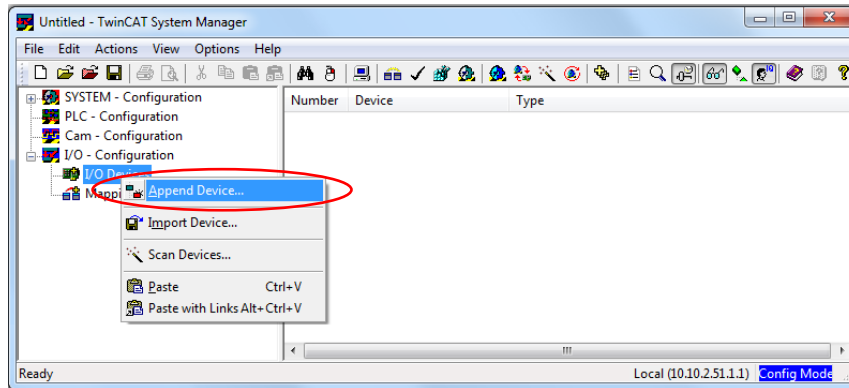 Untitled - TwinCAT System Manager
File Edit Actions View Options Help
SYSTEM - Configuration
PLC - Configuration
Cam - Configuration
I/O - Configuration
I/O Devi
Mappi
Number Device Type
Append Device...
Import Device...
Scan Devices...
Paste Ctrl+V
Paste with Links Alt+Ctrl+V
Ready Local (10.10.2.51.1.1) Config Mode